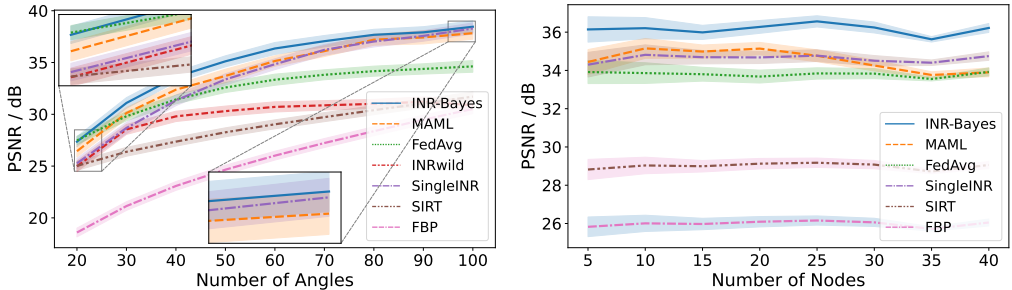 40
35
30
25
20
PSNR / dB
20 30 40 50 60 70 80 90 100
Number of Angles
INR-Bayes
MAML
FedAvg
INRwild
SingleINR
SIRT
FBP
36
34
32
30
28
26
PSNR / dB
5 10 15 20 25 30 35 40
Number of Nodes
INR-Bayes
MAML
FedAvg
SingleINR
SIRT
FBP